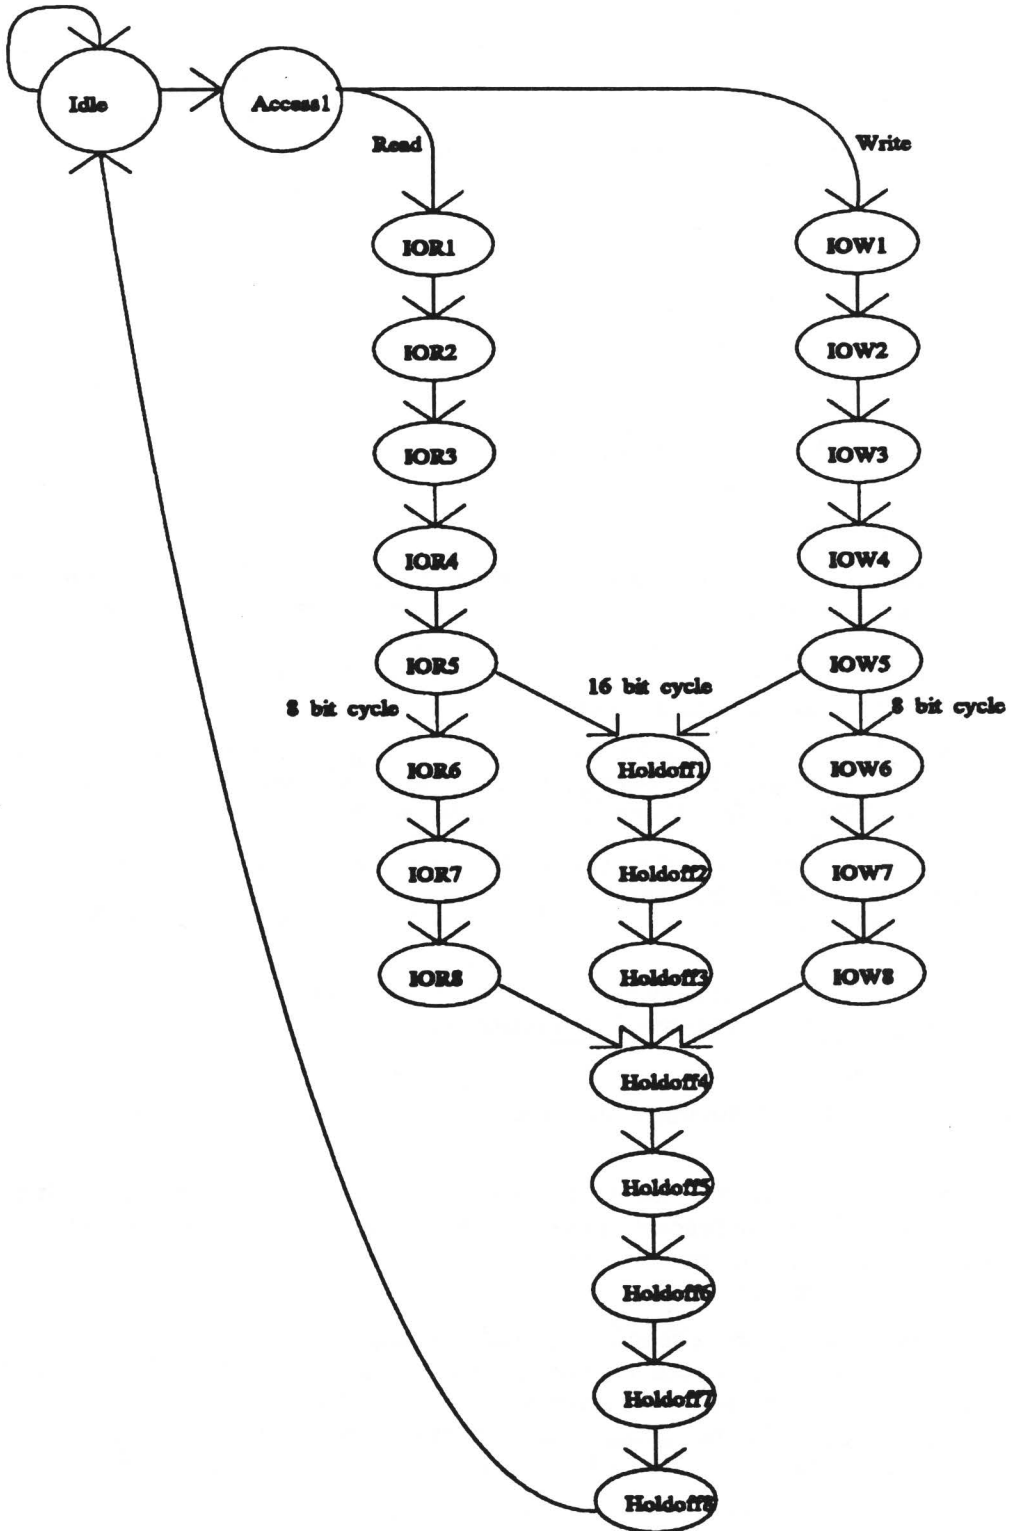 Idle
Access1
Read
Write
IOR1
IOW1
IOR2
IOW2
IOR3
IOW3
IOR4
IOW4
IOR5
IOW5
8 bit cycle
16 bit cycle
8 bit cycle
IOR6
Holdoff1
IOW6
IOR7
Holdoff2
IOW7
IOR8
Holdoff3
IOW8
Holdoff4
Holdoff5
Holdoff6
Holdoff7
Holdoff8